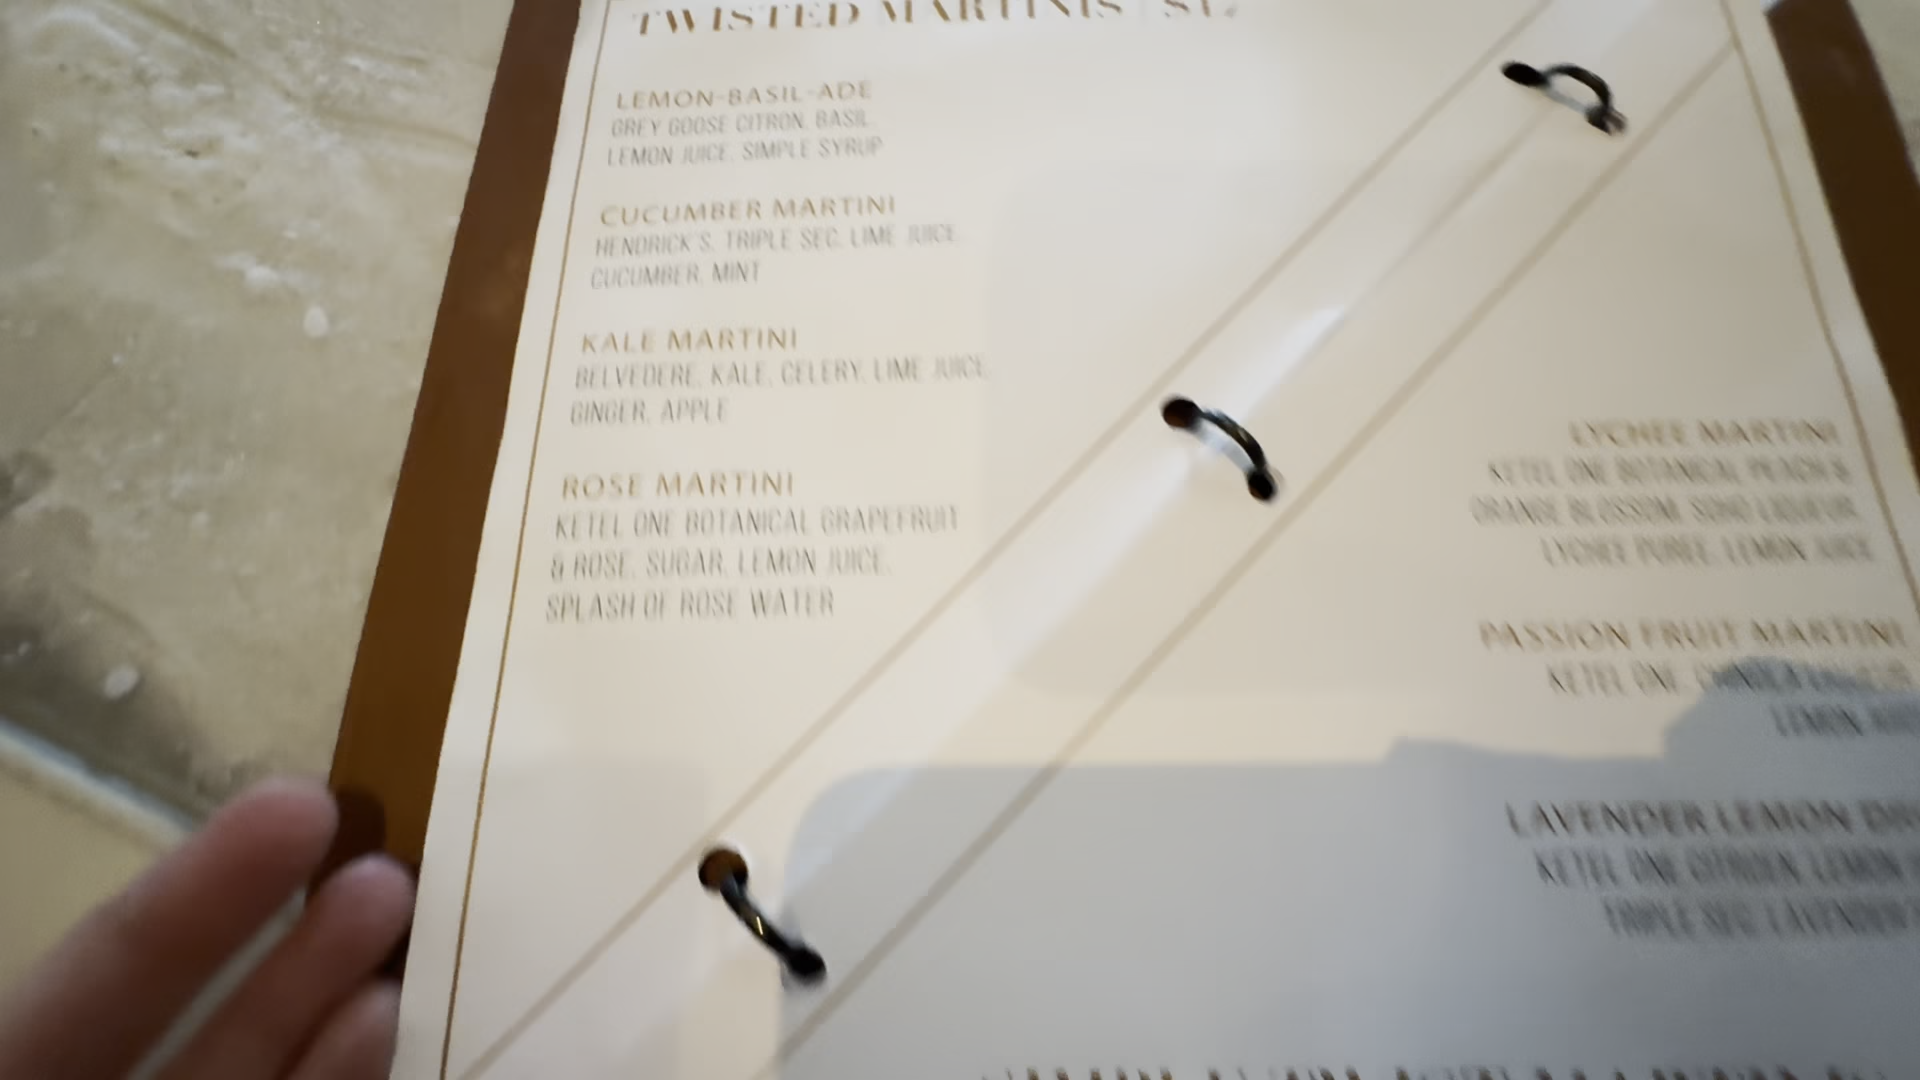 TWISTED MARTINIS
LEMON-BASIL-ADE
GREY GOOSE CITRON, BASIL,
LEMON JUICE, SIMPLE SYRUP
CUCUMBER MARTINI
HENDRICK'S, TRIPLE SEC, LIME JUICE,
CUCUMBER, MINT
KALE MARTINI
BELVEDERE, KALE, CELERY, LIME JUICE,
GINGER, APPLE
ROSE MARTINI
KETEL ONE BOTANICAL GRAPEFRUIT
& ROSE, SUGAR, LEMON JUICE,
SPLASH OF ROSE WATER
LYCHEE MARTINI
KETEL ONE BOTANICAL PEACH &
ORANGE BLOSSOM, SOHO LIQUEUR,
LYCHEE PUREE, LEMON JUICE
PASSION FRUIT MARTINI
KETEL ONE,
LEMON
LAVENDER LEMON
KETEL ONE CITROEN, LEMON
TRIPLE SEC, LAVENDER